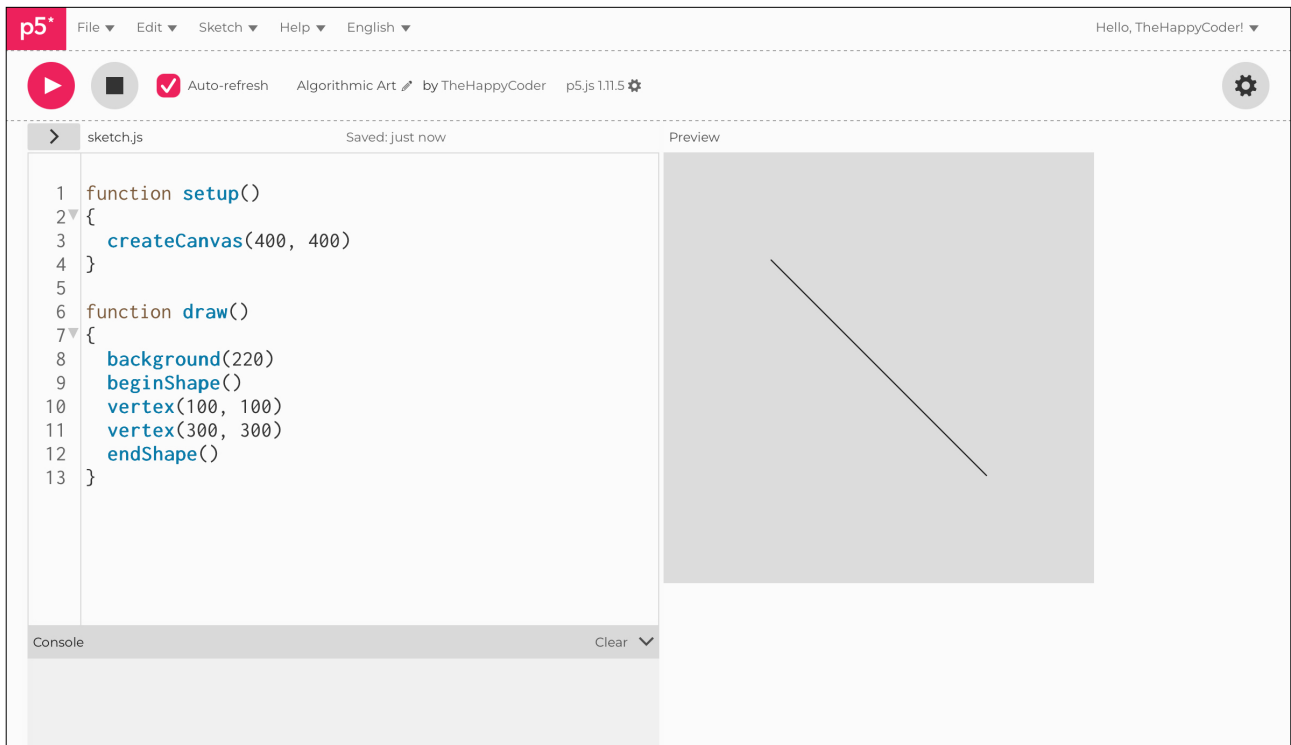 p5* File Edit Sketch Help English Hello, TheHappyCoder!
Auto-refresh Algorithmic Art by TheHappyCoder p5.js 1.11.5
sketch.js Saved: just now Preview
1 function setup()
2 {
3 createCanvas(400, 400)
4 }
5
6 function draw()
7 {
8 background(220)
9 beginShape()
10 vertex(100, 100)
11 vertex(300, 300)
12 endShape()
13 }
Console Clear